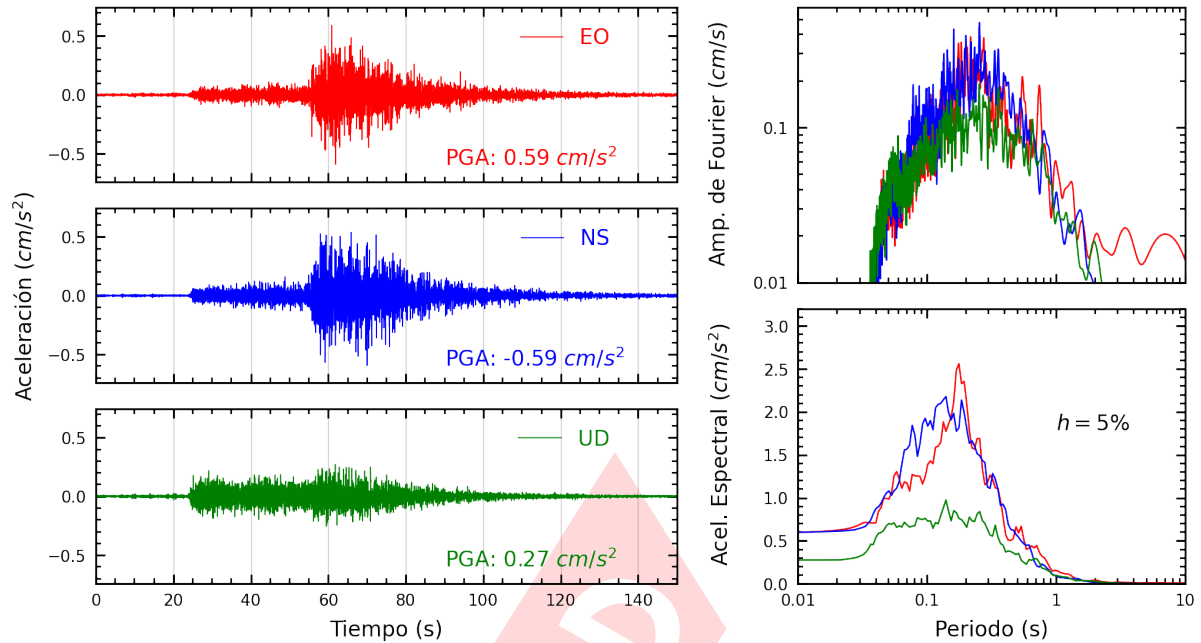 Aceleración (cm/s²)
0.5
0.0
−0.5
EO
PGA: 0.59 cm/s²
0.5
0.0
−0.5
NS
PGA: -0.59 cm/s²
0.5
0.0
−0.5
UD
PGA: 0.27 cm/s²
0 20 40 60 80 100 120 140
Tiempo (s)
Amp. de Fourier (cm/s)
0.1
0.01
Acel. Espectral (cm/s²)
3.0
2.5
2.0
1.5
1.0
0.5
0.0
h = 5%
0.01 0.1 1 10
Periodo (s)